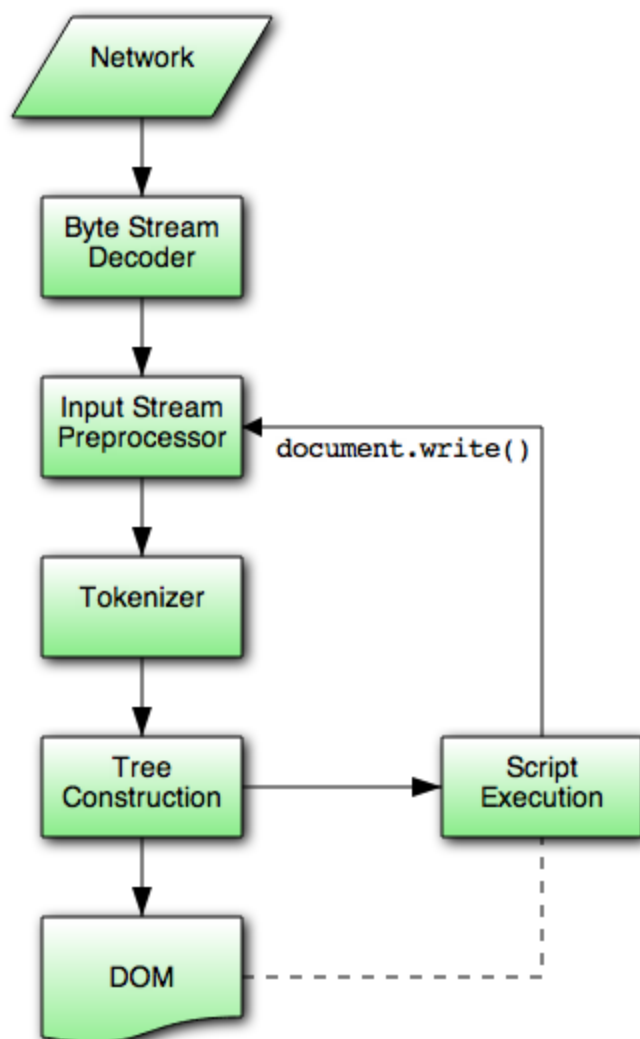 Network
Byte Stream
Decoder
Input Stream
Preprocessor
document.write()
Tokenizer
Tree
Construction
Script
Execution
DOM